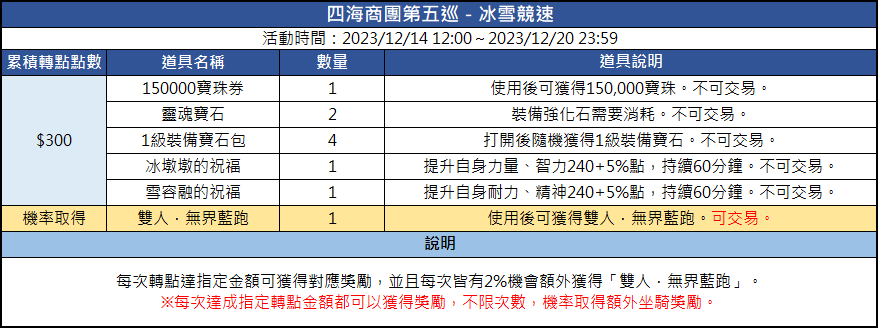 四海商團第五巡 - 冰雪競速
活動時間：2023/12/14 12:00 ~ 2023/12/20 23:59
累積轉點點數 道具名稱 數量 道具說明
$300
150000寶珠券 1 使用後可獲得150,000寶珠。不可交易。
靈魂寶石 2 裝備強化石需要消耗。不可交易。
1級裝備寶石包 4 打開後隨機獲得1級裝備寶石。不可交易。
冰墩墩的祝福 1 提升自身力量、智力240+5%點，持續60分鐘。不可交易。
雪容融的祝福 1 提升自身耐力、精神240+5%點，持續60分鐘。不可交易。
機率取得 雙人．無界藍跑 1 使用後可獲得雙人．無界藍跑。可交易。
說明
每次轉點達指定金額可獲得對應獎勵，並且每次皆有2%機會額外獲得「雙人．無界藍跑」。
※每次達成指定轉點金額都可以獲得獎勵，不限次數，機率取得額外坐騎獎勵。